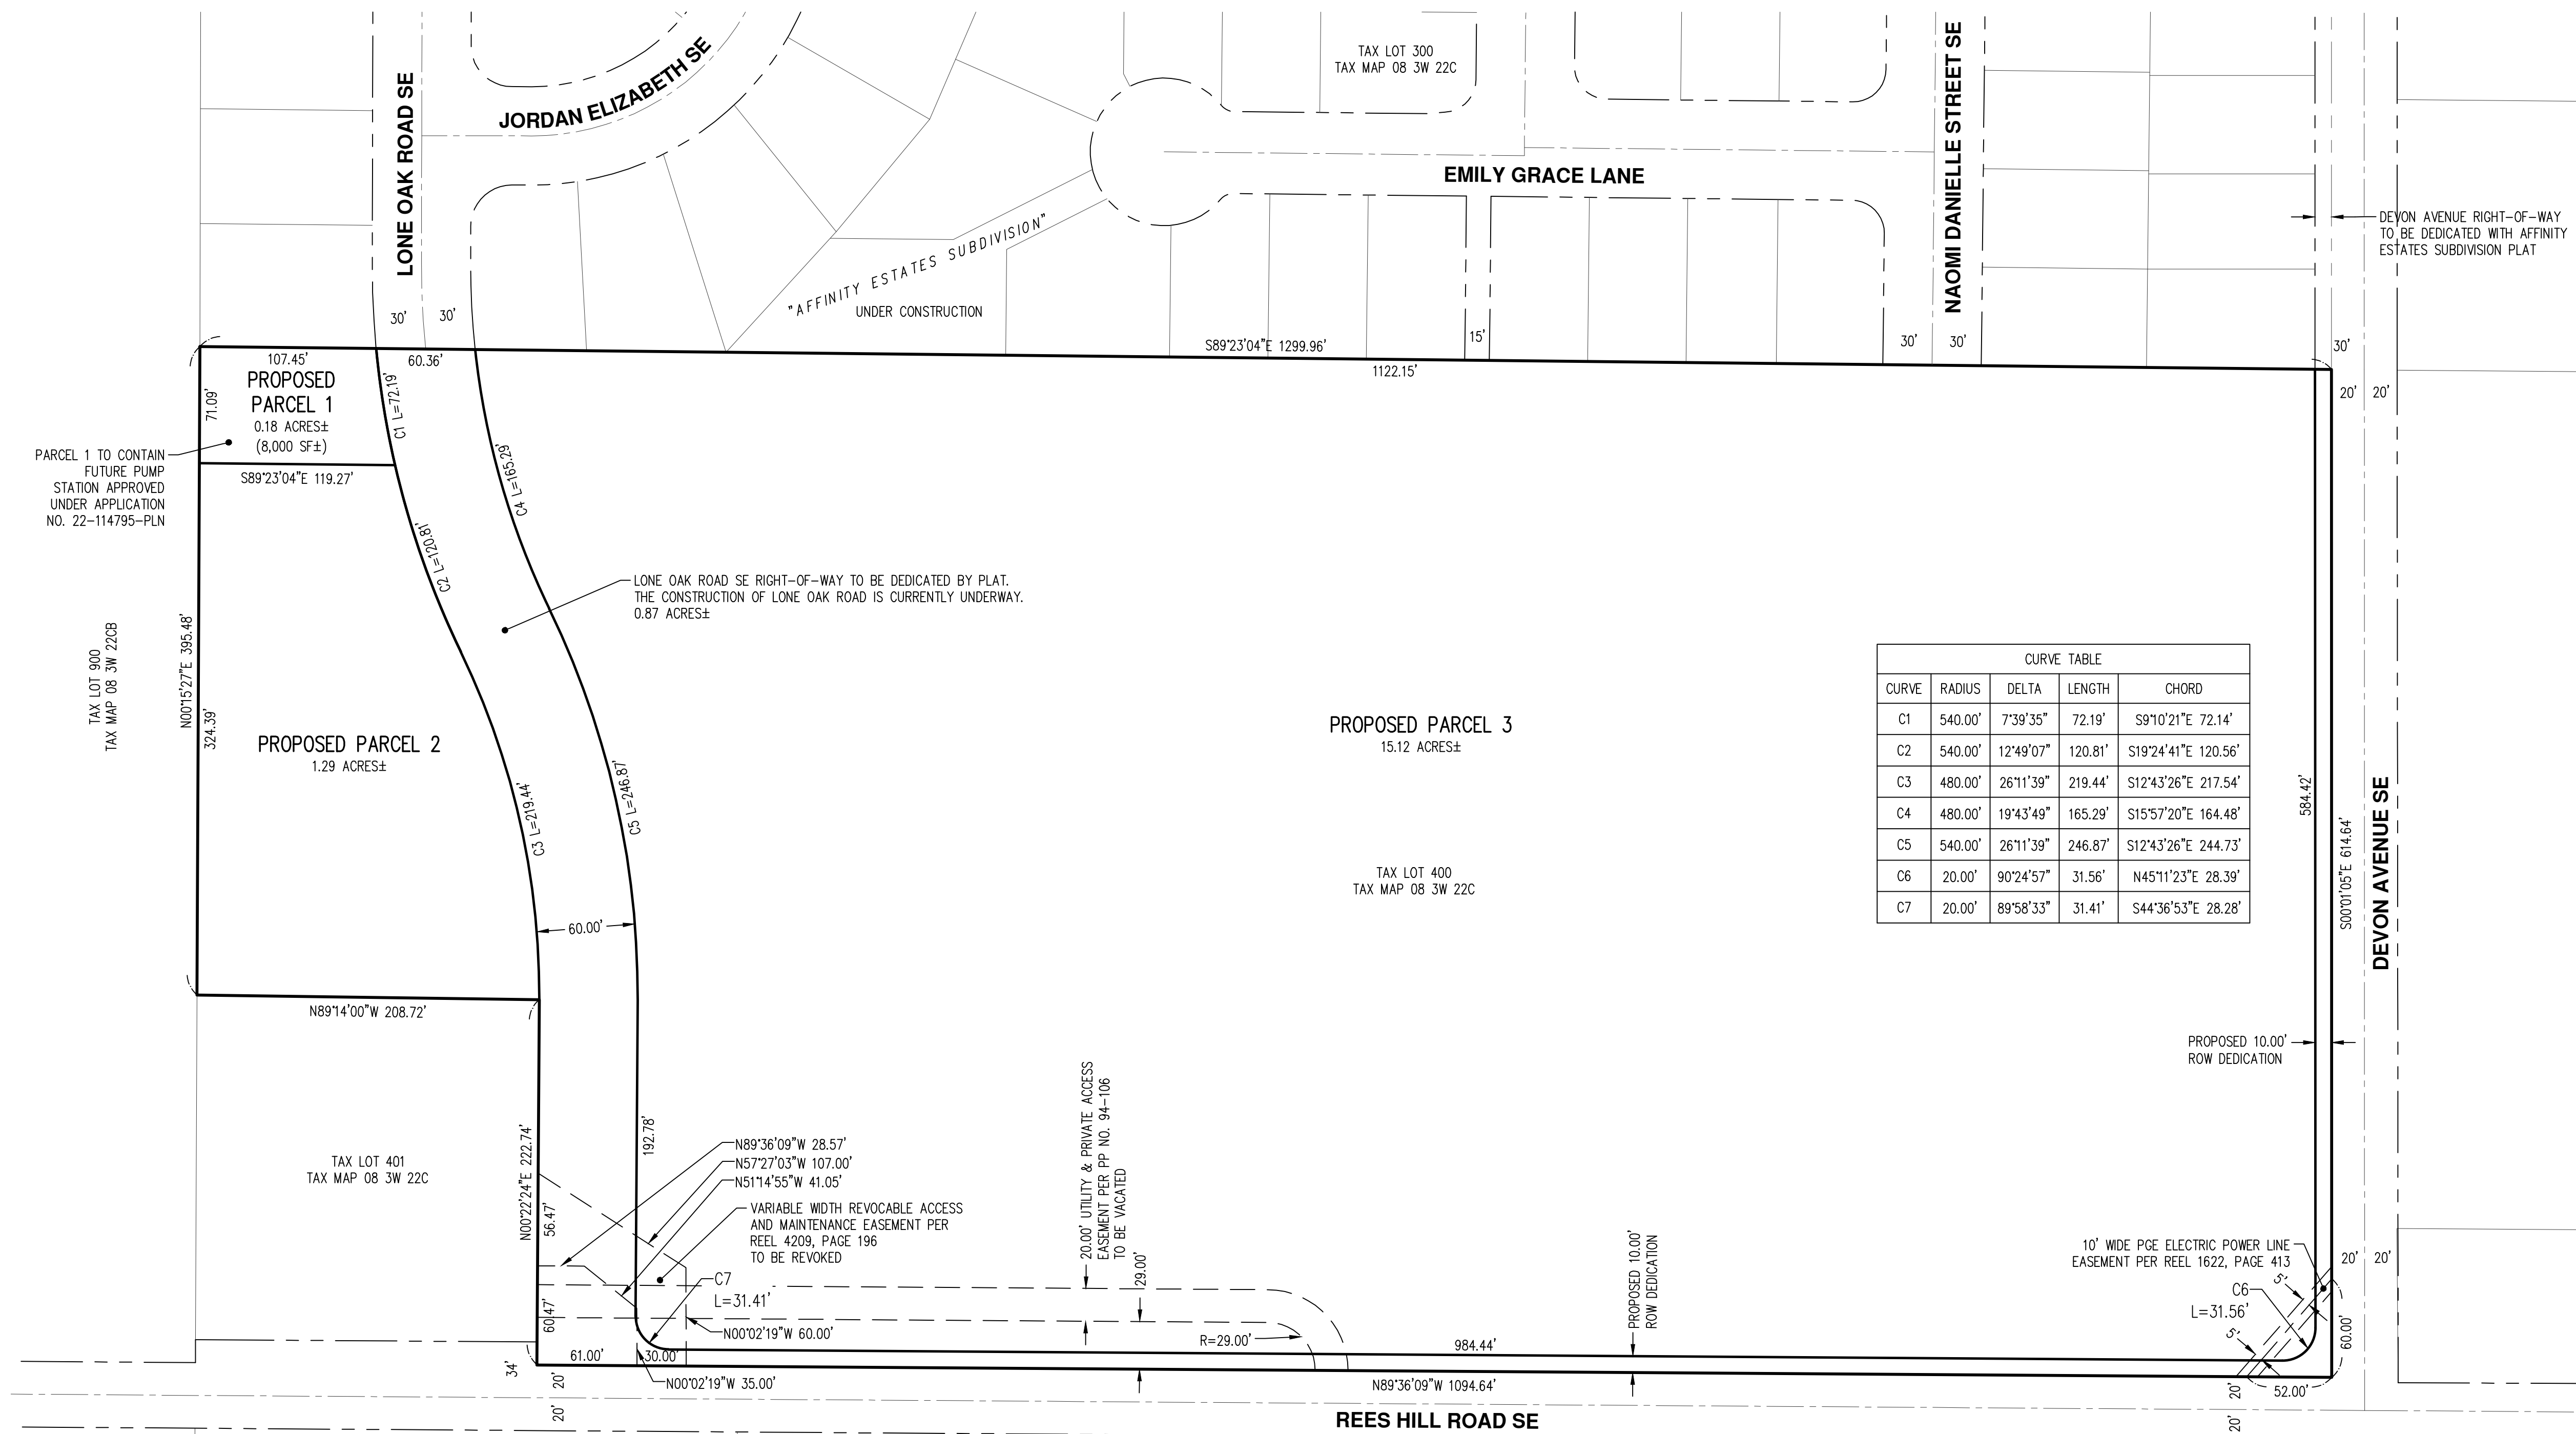 LONE OAK ROAD SE
JORDAN ELIZABETH SE
TAX LOT 300
TAX MAP 08 3W 22C
EMILY GRACE LANE
NAOMI DANIELLE STREET SE
DEVON AVENUE RIGHT-OF-WAY
TO BE DEDICATED WITH AFFINITY
ESTATES SUBDIVISION PLAT
"AFFINITY ESTATES SUBDIVISION"
UNDER CONSTRUCTION
30'
30'
15'
30'
30'
30'
S89°23'04"E 1299.96'
107.45'
60.36'
1122.15'
20'
20'
PROPOSED
PARCEL 1
0.18 ACRES±
(8,000 SF±)
71.09'
C1 L=72.19'
PARCEL 1 TO CONTAIN
FUTURE PUMP
STATION APPROVED
UNDER APPLICATION
NO. 22-114795-PLN
S89°23'04"E 119.27'
C4 L=165.29'
C2 L=120.81'
LONE OAK ROAD SE RIGHT-OF-WAY TO BE DEDICATED BY PLAT.
THE CONSTRUCTION OF LONE OAK ROAD IS CURRENTLY UNDERWAY.
0.87 ACRES±
TAX LOT 900
TAX MAP 08 3W 22CB
N00°15'27"E 395.48'
324.39'
PROPOSED PARCEL 2
1.29 ACRES±
C3 L=219.44'
C5 L=246.87'
PROPOSED PARCEL 3
15.12 ACRES±
TAX LOT 400
TAX MAP 08 3W 22C
CURVE TABLE
CURVE RADIUS DELTA LENGTH CHORD
C1 540.00' 7°39'35" 72.19' S9°10'21"E 72.14'
C2 540.00' 12°49'07" 120.81' S19°24'41"E 120.56'
C3 480.00' 26°11'39" 219.44' S12°43'26"E 217.54'
C4 480.00' 19°43'49" 165.29' S15°57'20"E 164.48'
C5 540.00' 26°11'39" 246.87' S12°43'26"E 244.73'
C6 20.00' 90°24'57" 31.56' N45°11'23"E 28.39'
C7 20.00' 89°58'33" 31.41' S44°36'53"E 28.28'
584.42'
S00°01'05"E 614.64'
DEVON AVENUE SE
60.00'
N89°14'00"W 208.72'
PROPOSED 10.00'
ROW DEDICATION
TAX LOT 401
TAX MAP 08 3W 22C
N00°22'24"E 222.74'
56.47'
60.47'
192.78'
N89°36'09"W 28.57'
N57°27'03"W 107.00'
N51°14'55"W 41.05'
VARIABLE WIDTH REVOCABLE ACCESS
AND MAINTENANCE EASEMENT PER
REEL 4209, PAGE 196
TO BE REVOKED
C7
L=31.41'
N00°02'19"W 60.00'
20.00' UTILITY & PRIVATE ACCESS
EASEMENT PER PP NO. 94-106
TO BE VACATED
29.00'
R=29.00'
PROPOSED 10.00'
ROW DEDICATION
10' WIDE PGE ELECTRIC POWER LINE
EASEMENT PER REEL 1622, PAGE 413
20'
20'
5'
C6
L=31.56'
5'
60.00'
61.00'
30.00'
984.44'
34'
20'
N00°02'19"W 35.00'
N89°36'09"W 1094.64'
20'
52.00'
20'
REES HILL ROAD SE
20'